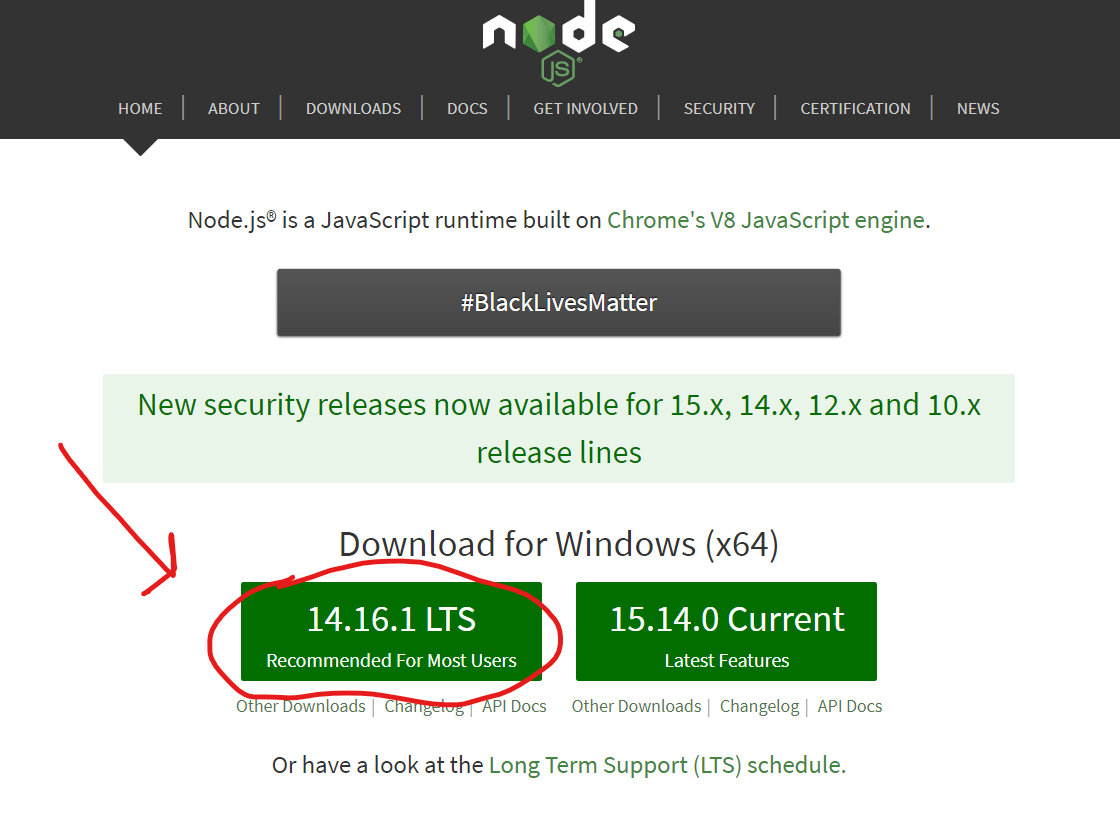 node
JS®
HOME | ABOUT | DOWNLOADS | DOCS | GET INVOLVED | SECURITY | CERTIFICATION | NEWS
Node.js® is a JavaScript runtime built on Chrome's V8 JavaScript engine.
#BlackLivesMatter
New security releases now available for 15.x, 14.x, 12.x and 10.x
release lines
Download for Windows (x64)
14.16.1 LTS
Recommended For Most Users
15.14.0 Current
Latest Features
Other Downloads | Changelog | API Docs
Other Downloads | Changelog | API Docs
Or have a look at the Long Term Support (LTS) schedule.